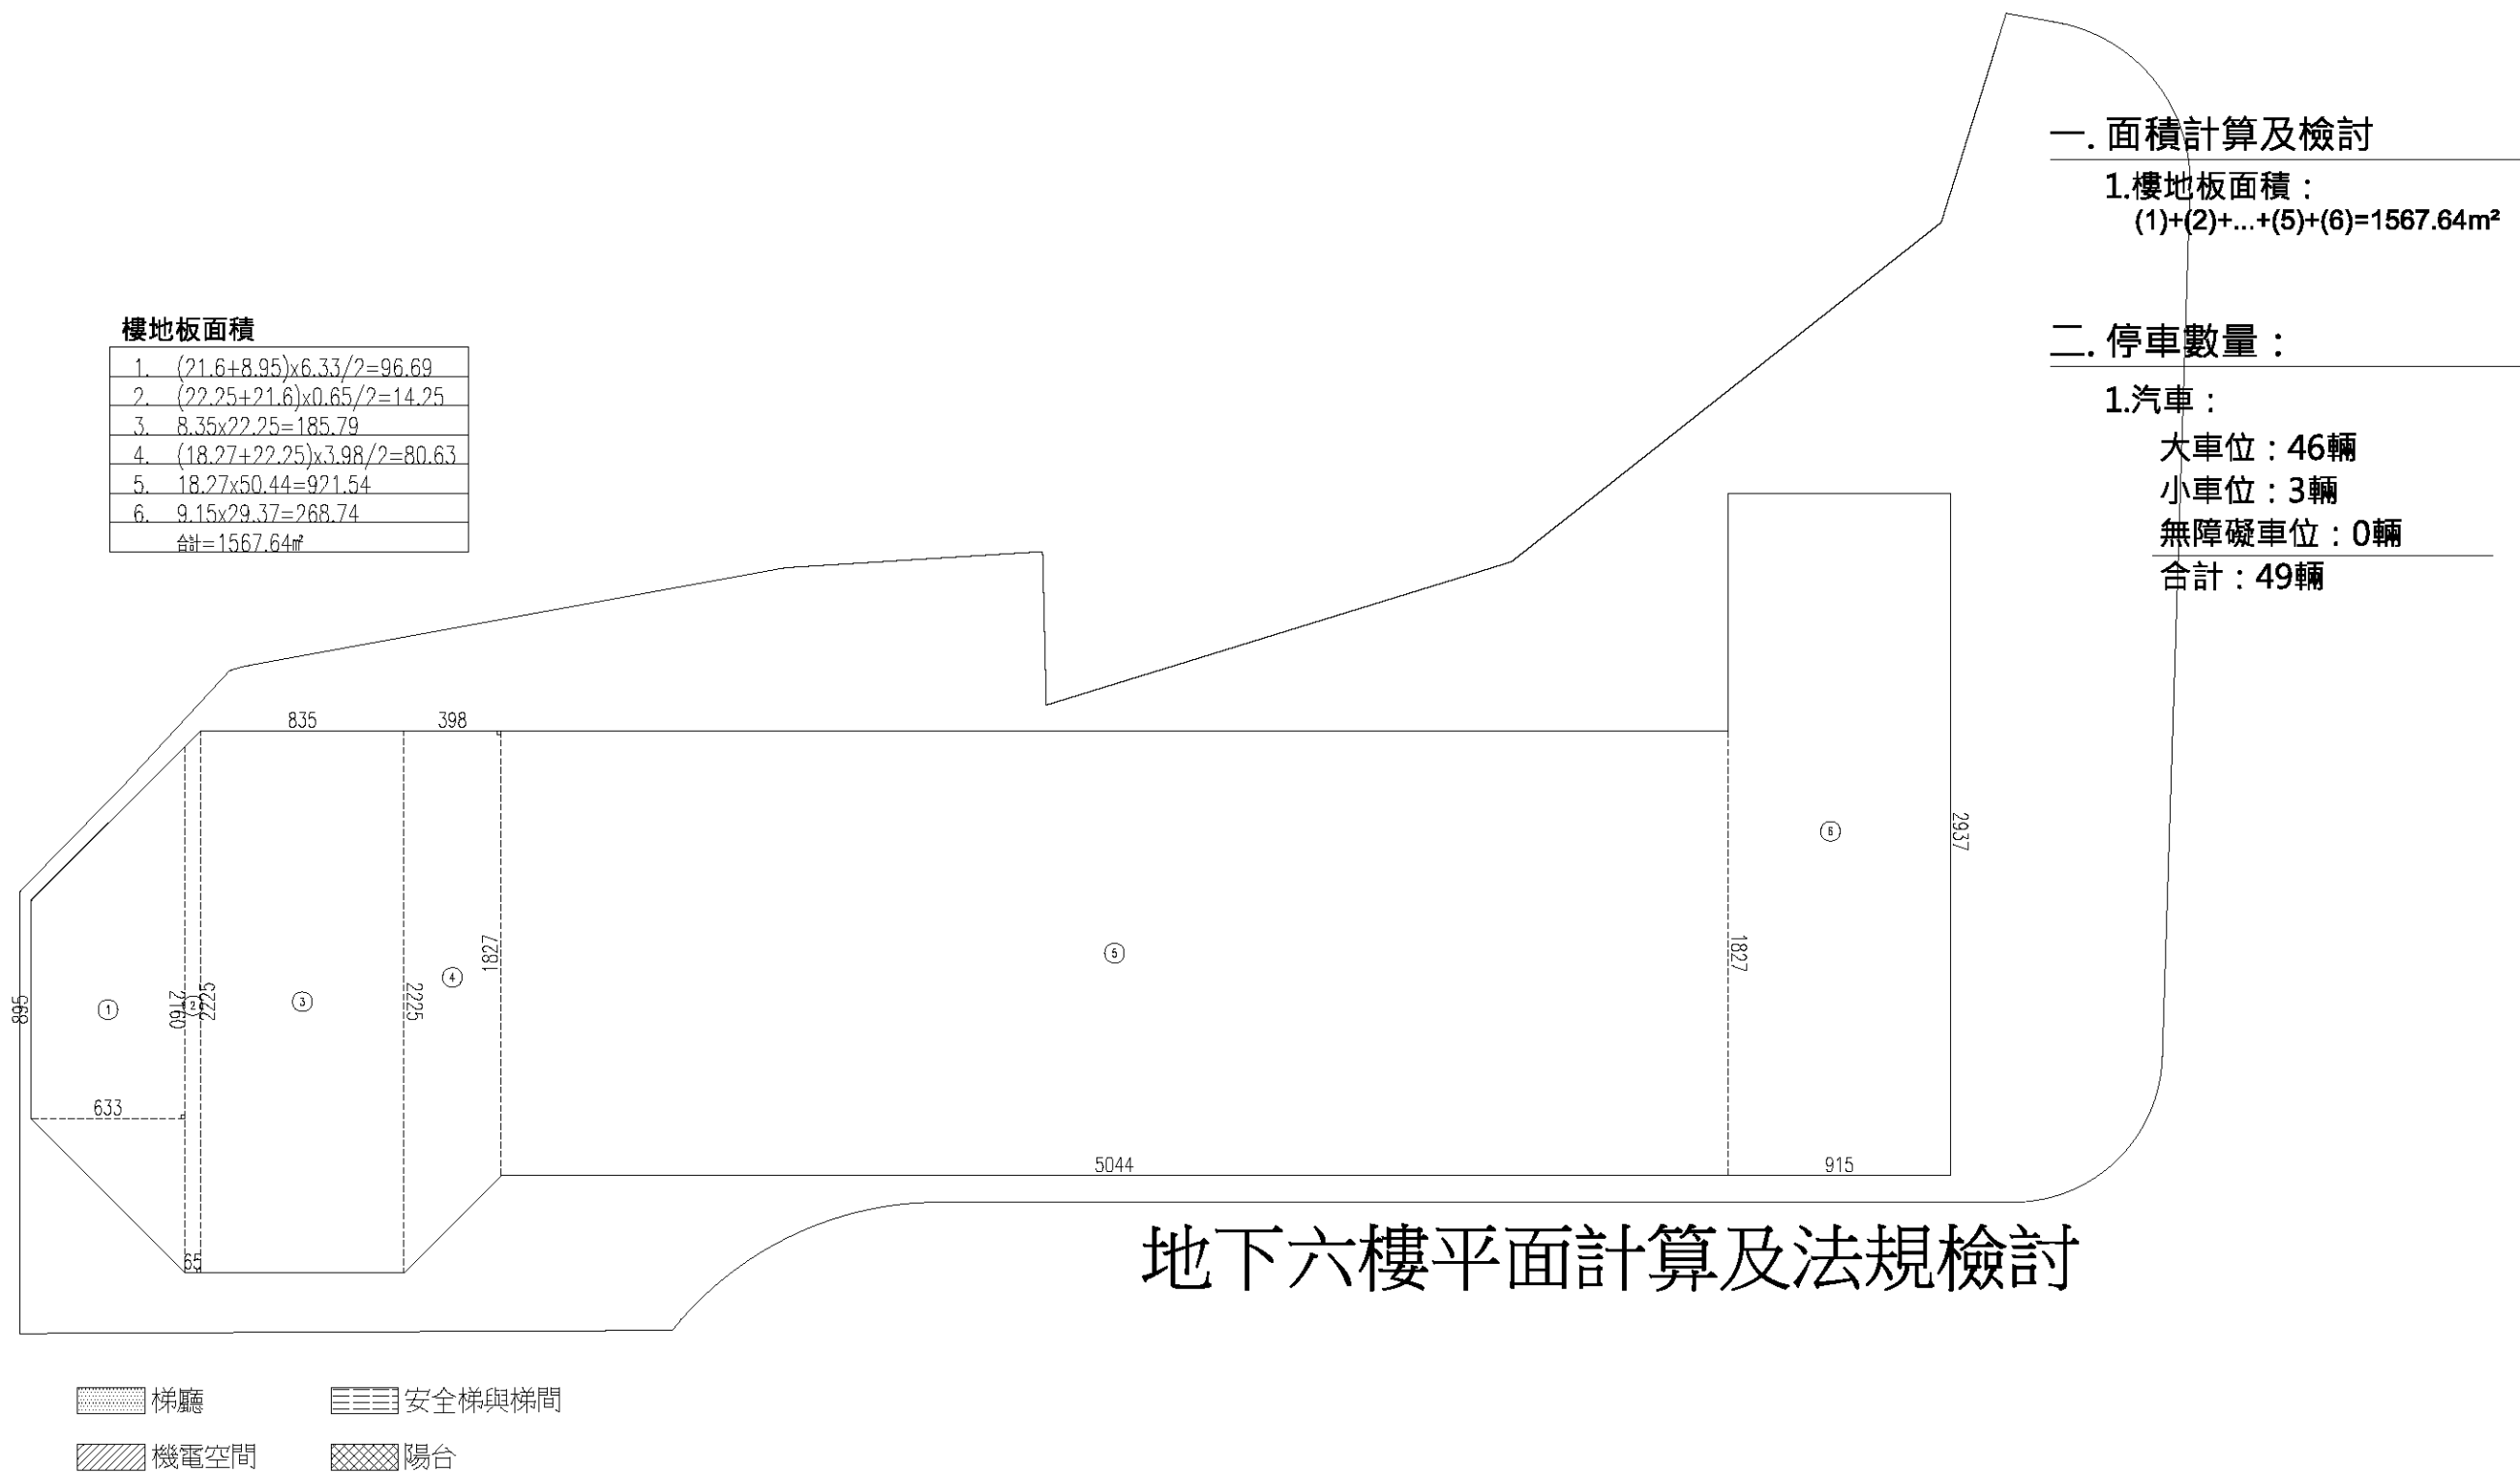 一.面積計算及檢討
1.樓地板面積：
(1)+(2)+...+(5)+(6)=1567.64m²
二.停車數量：
1.汽車：
大車位：46輛
小車位：3輛
無障礙車位：0輛
合計：49輛
樓地板面積
1. (21.6+8.95)x6.33/2=96.69
2. (22.25+21.6)x0.65/2=14.25
3. 8.35x22.25=185.79
4. (18.27+22.25)x3.98/2=80.63
5. 18.27x50.44=921.54
6. 9.15x29.37=268.74
合計=1567.64㎡
835
398
895
1
633
2160
2
2225
65
3
2225
4
1827
5
5044
1827
6
2937
915
地下六樓平面計算及法規檢討
梯廳
安全梯與梯間
機電空間
陽台